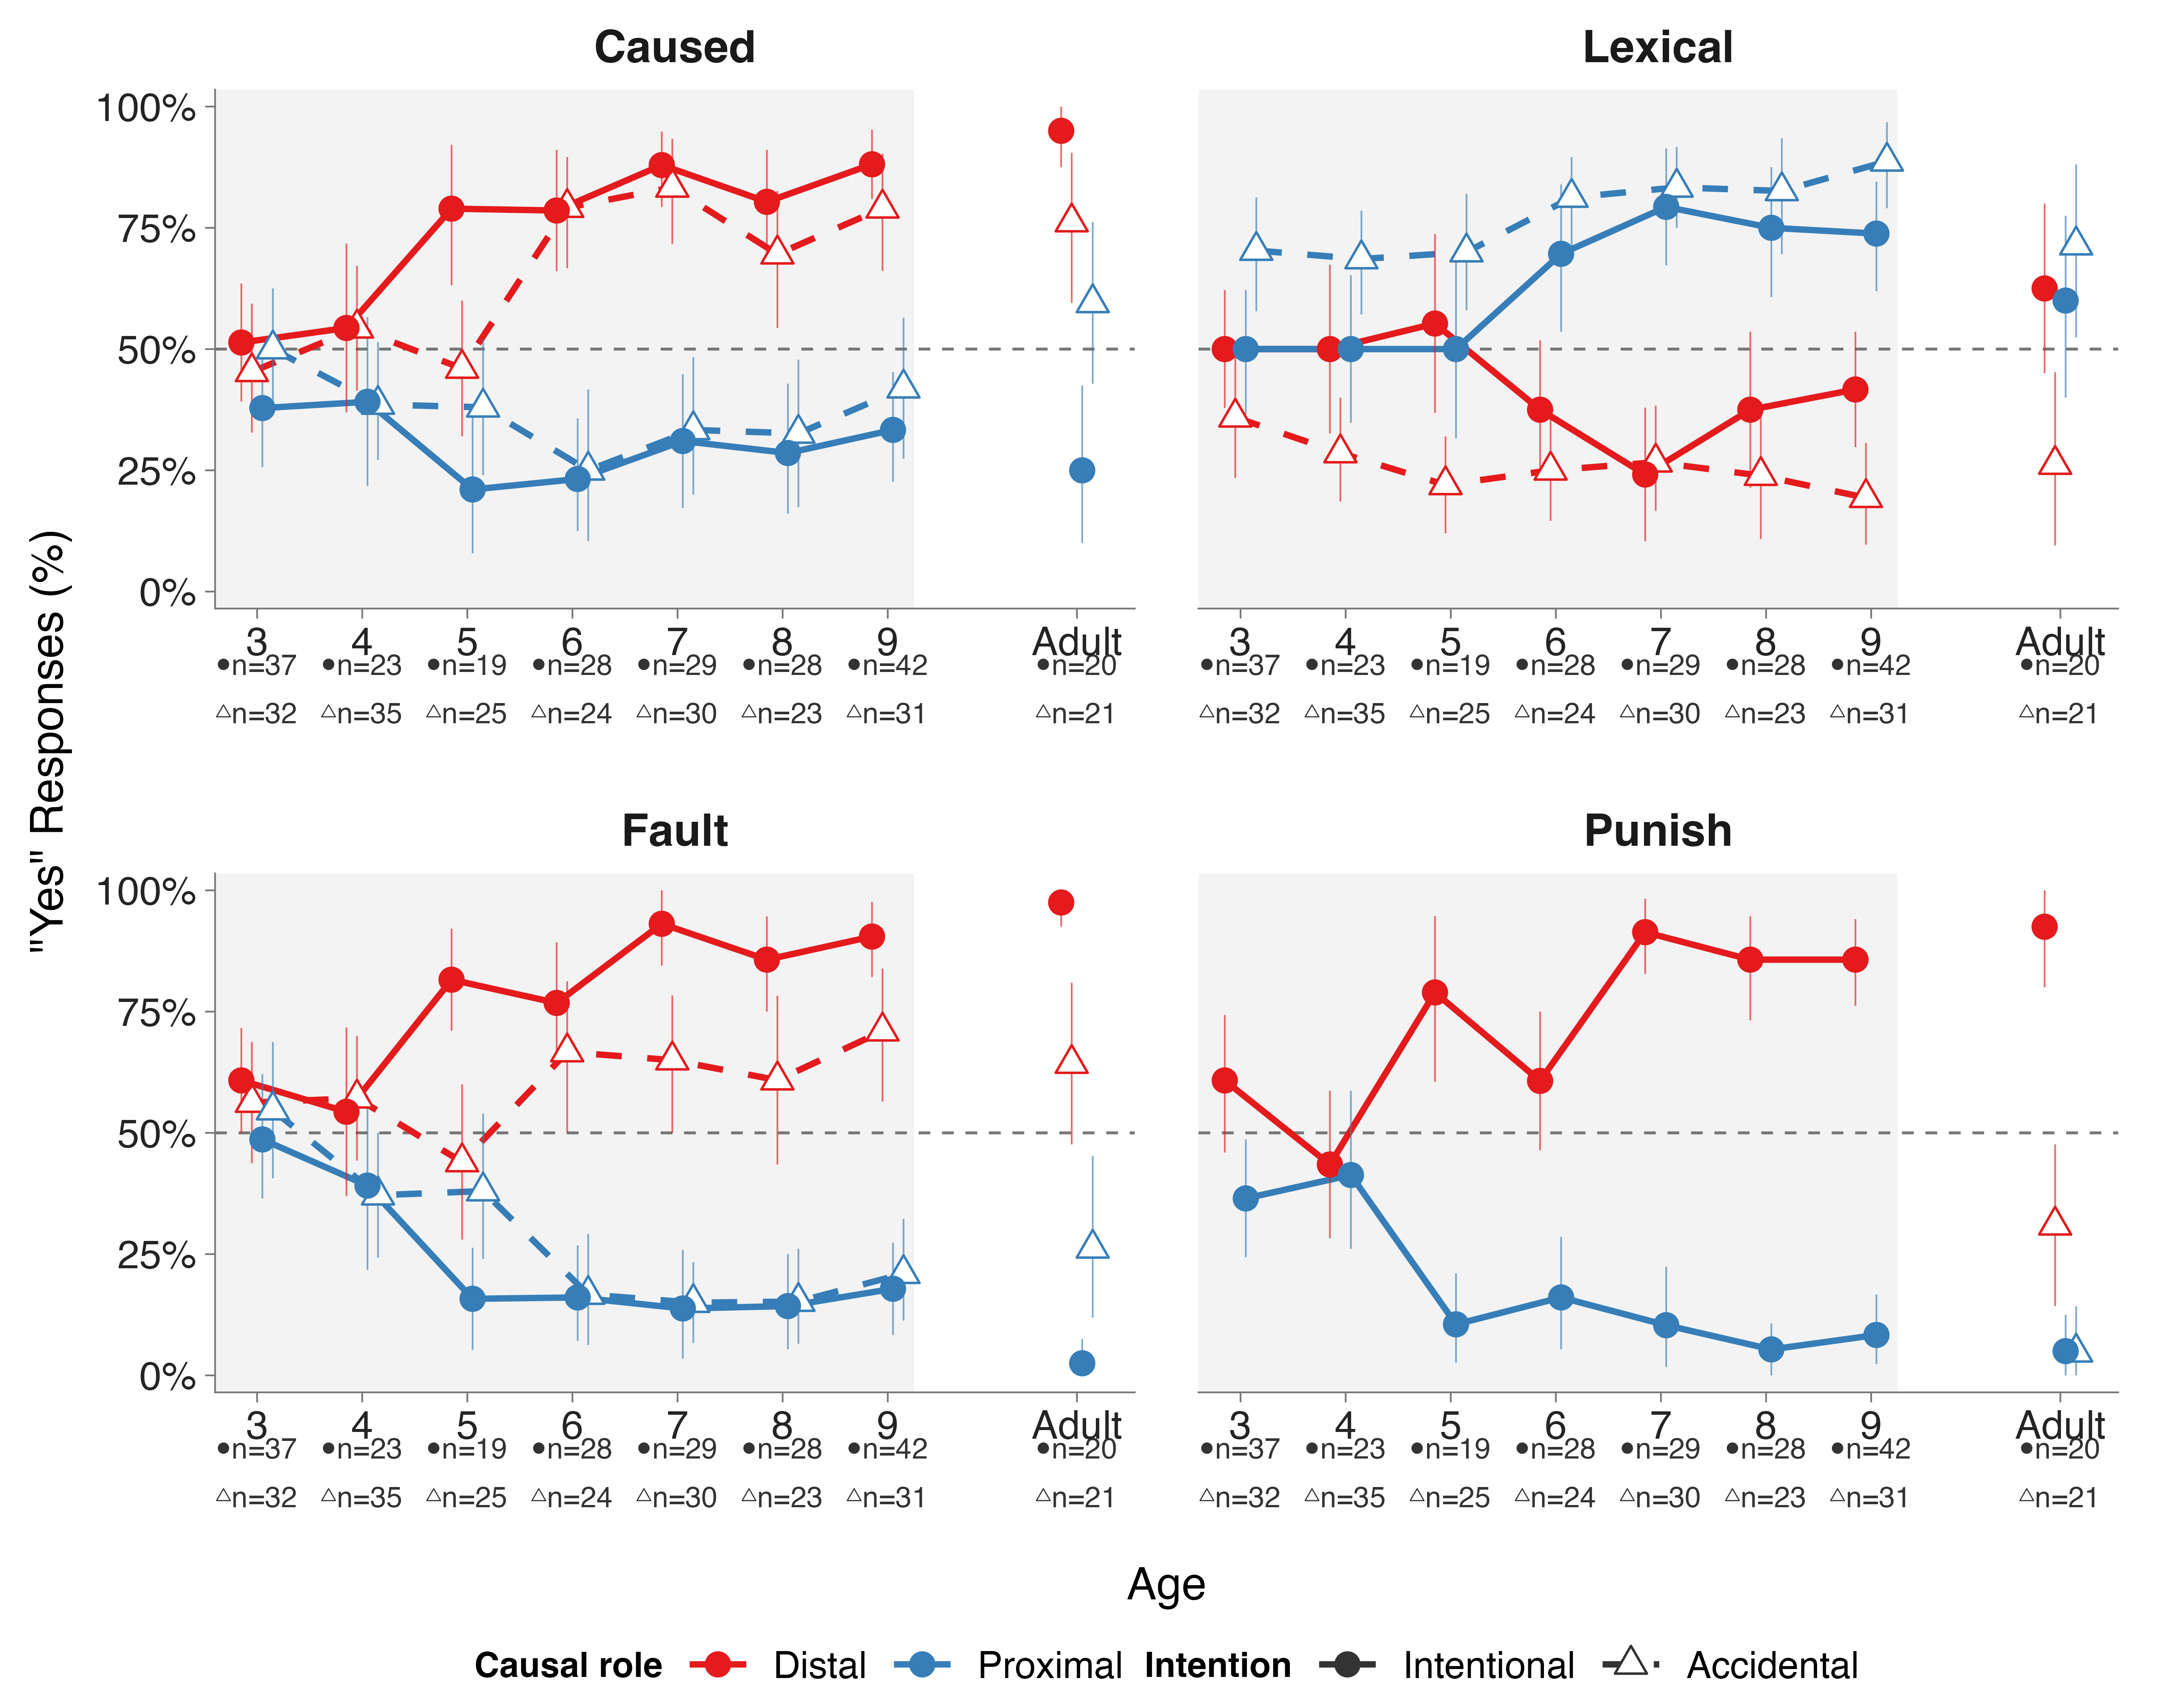 Caused
Lexical
"Yes" Responses (%)
100%
75%
50%
25%
0%
3 4 5 6 7 8 9 Adult
●n=37 ●n=23 ●n=19 ●n=28 ●n=29 ●n=28 ●n=42 ●n=20
△n=32 △n=35 △n=25 △n=24 △n=30 △n=23 △n=31 △n=21
3 4 5 6 7 8 9 Adult
●n=37 ●n=23 ●n=19 ●n=28 ●n=29 ●n=28 ●n=42 ●n=20
△n=32 △n=35 △n=25 △n=24 △n=30 △n=23 △n=31 △n=21
Fault
Punish
100%
75%
50%
25%
0%
3 4 5 6 7 8 9 Adult
●n=37 ●n=23 ●n=19 ●n=28 ●n=29 ●n=28 ●n=42 ●n=20
△n=32 △n=35 △n=25 △n=24 △n=30 △n=23 △n=31 △n=21
3 4 5 6 7 8 9 Adult
●n=37 ●n=23 ●n=19 ●n=28 ●n=29 ●n=28 ●n=42 ●n=20
△n=32 △n=35 △n=25 △n=24 △n=30 △n=23 △n=31 △n=21
Age
Causal role Distal Proximal Intention Intentional Accidental